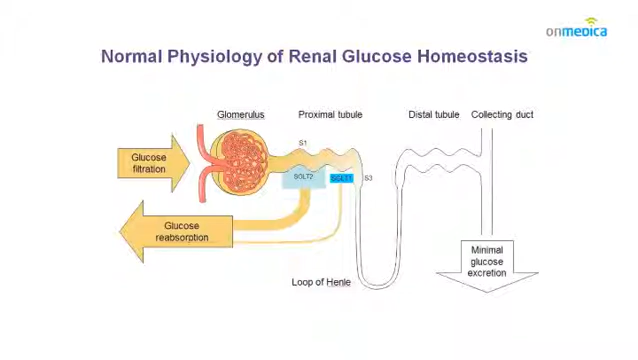 onmedica
Normal Physiology of Renal Glucose Homeostasis
Glomerulus
Proximal tubule
Distal tubule
Collecting duct
S1
Glucose
filtration
SGLT2
SGLT1
S3
Glucose
reabsorption
Minimal
glucose
excretion
Loop of Henle